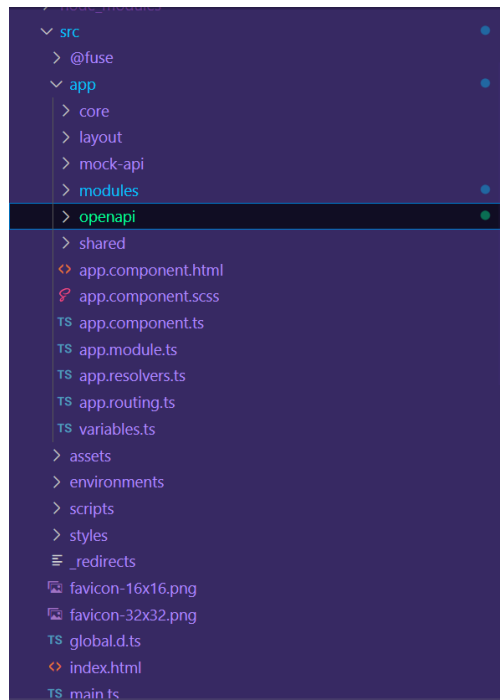 node_modules
src
@fuse
app
core
layout
mock-api
modules
openapi
shared
<> app.component.html
app.component.scss
TS app.component.ts
TS app.module.ts
TS app.resolvers.ts
TS app.routing.ts
TS variables.ts
assets
environments
scripts
styles
_redirects
favicon-16x16.png
favicon-32x32.png
TS global.d.ts
<> index.html
TS main.ts